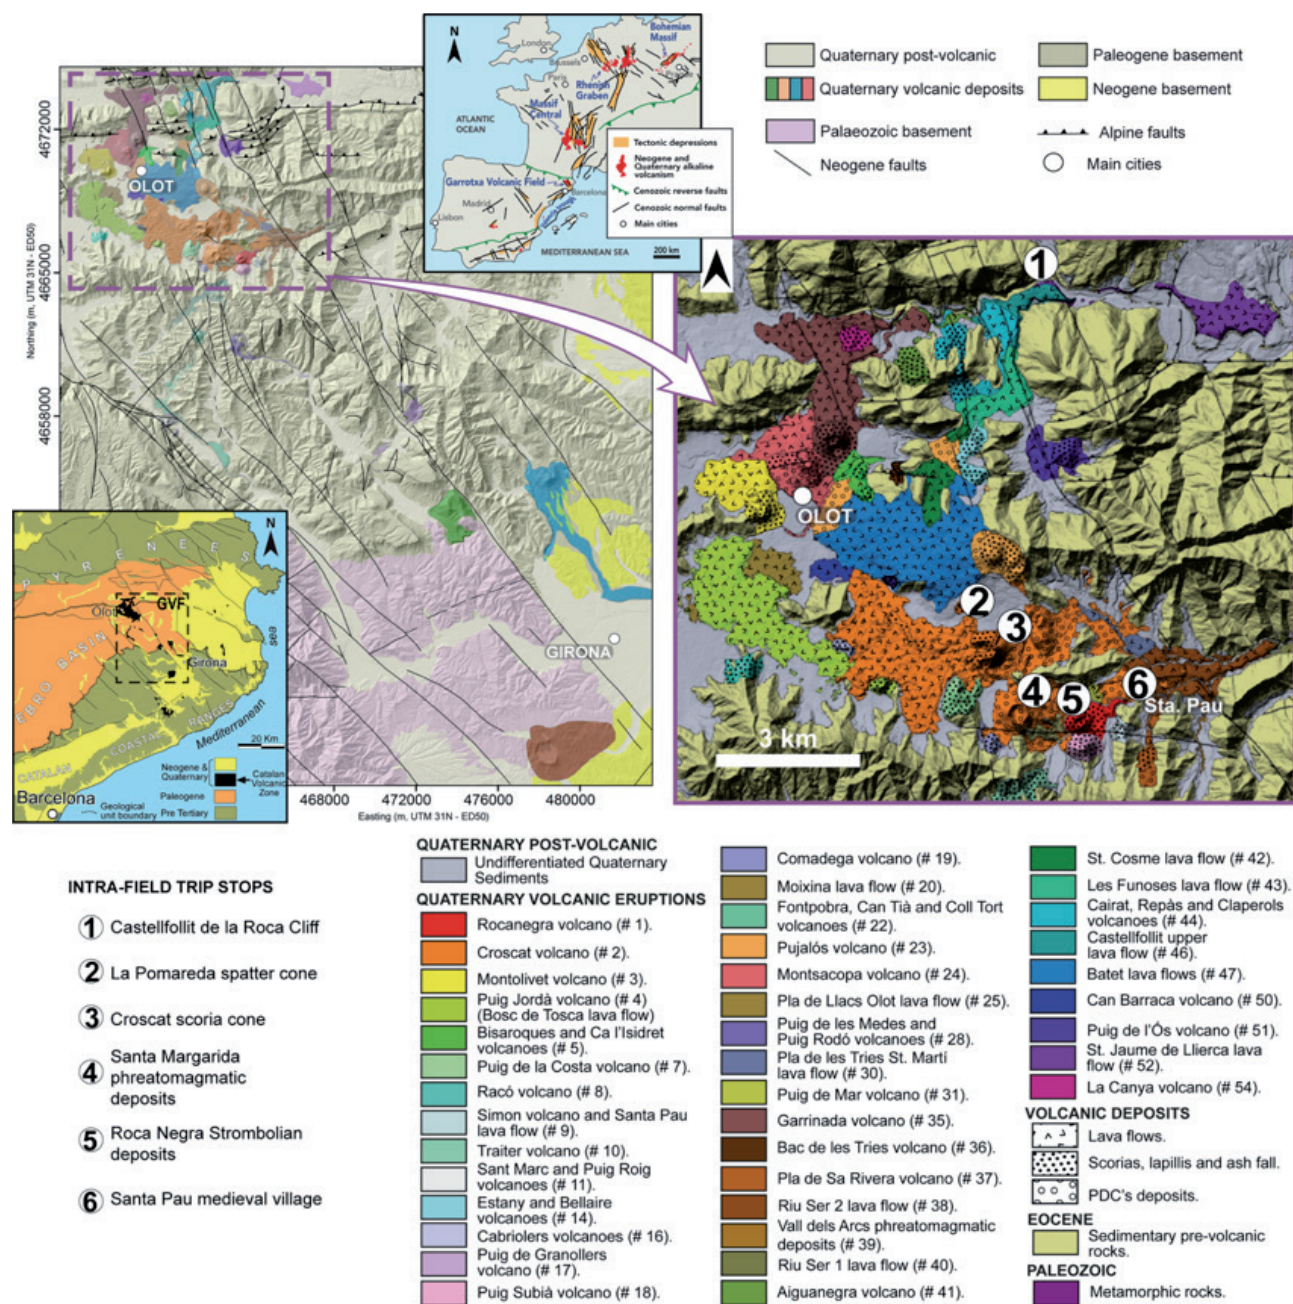 N
London
Brussels
Paris
Bohemian
Massif
Rhenish
Graben
Massif
Central
ATLANTIC
OCEAN
Garrotxa Volcanic Field
Barcelona
Madrid
Lisbon
MEDITERRANEAN SEA
Tectonic depressions
Neogene and
Quaternary alkaline
volcanism
Cenozoic reverse faults
Cenozoic normal faults
Main cities
200 km
Quaternary post-volcanic
Quaternary volcanic deposits
Palaeozoic basement
Neogene faults
Paleogene basement
Neogene basement
Alpine faults
Main cities
4672000
4665000
4658000
Northing (m, UTM 31N - ED50)
OLOT
GIRONA
468000
472000
476000
480000
Easting (m, UTM 31N - ED50)
N
PYRENEES
Olot
GVF
Girona
EBRO BASIN
sea
Mediterranean
CATALAN COASTAL RANGES
20 Km
Barcelona
Neogene &
Quaternary
Catalan
Volcanic
Zone
Paleogene
Geological
unit boundary
Pre Tertiary
1
OLOT
2
3
4
5
6
Sta. Pau
3 km
INTRA-FIELD TRIP STOPS
1 Castellfollit de la Roca Cliff
2 La Pomareda spatter cone
3 Croscat scoria cone
4 Santa Margarida
phreatomagmatic
deposits
5 Roca Negra Strombolian
deposits
6 Santa Pau medieval village
QUATERNARY POST-VOLCANIC
Undifferentiated Quaternary
Sediments
QUATERNARY VOLCANIC ERUPTIONS
Rocanegra volcano (# 1).
Croscat volcano (# 2).
Montolivet volcano (# 3).
Puig Jordà volcano (# 4)
(Bosc de Tosca lava flow)
Bisaroques and Ca l'Isidret
volcanoes (# 5).
Puig de la Costa volcano (# 7).
Racó volcano (# 8).
Simon volcano and Santa Pau
lava flow (# 9).
Traiter volcano (# 10).
Sant Marc and Puig Roig
volcanoes (# 11).
Estany and Bellaire
volcanoes (# 14).
Cabriolers volcanoes (# 16).
Puig de Granollers
volcano (# 17).
Puig Subià volcano (# 18).
Comadega volcano (# 19).
Moixina lava flow (# 20).
Fontpobra, Can Tià and Coll Tort
volcanoes (# 22).
Pujalós volcano (# 23).
Montsacopa volcano (# 24).
Pla de Llacs Olot lava flow (# 25).
Puig de les Medes and
Puig Rodó volcanoes (# 28).
Pla de les Tries St. Martí
lava flow (# 30).
Puig de Mar volcano (# 31).
Garrinada volcano (# 35).
Bac de les Tries volcano (# 36).
Pla de Sa Rivera volcano (# 37).
Riu Ser 2 lava flow (# 38).
Vall dels Arcs phreatomagmatic
deposits (# 39).
Riu Ser 1 lava flow (# 40).
Aiguanegra volcano (# 41).
St. Cosme lava flow (# 42).
Les Funoses lava flow (# 43).
Cairat, Repàs and Claperols
volcanoes (# 44).
Castellfollit upper
lava flow (# 46).
Batet lava flows (# 47).
Can Barraca volcano (# 50).
Puig de l'Ós volcano (# 51).
St. Jaume de Llierca lava
flow (# 52).
La Canya volcano (# 54).
VOLCANIC DEPOSITS
Lava flows.
Scorias, lapillis and ash fall.
PDC's deposits.
EOCENE
Sedimentary pre-volcanic
rocks.
PALEOZOIC
Metamorphic rocks.